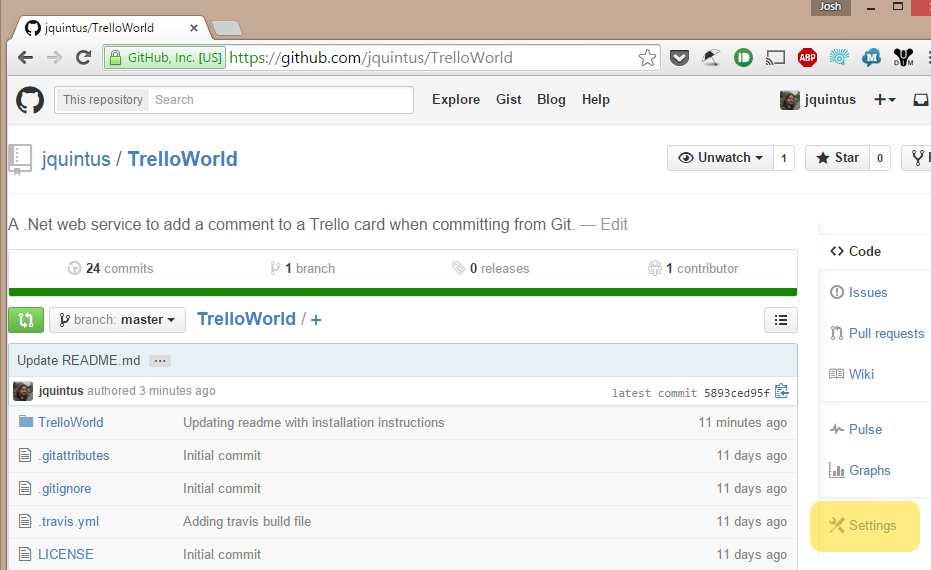 Josh
jquintus/TrelloWorld
GitHub, Inc. [US] https://github.com/jquintus/TrelloWorld
ABP
M
This repository Search Explore Gist Blog Help jquintus
jquintus / TrelloWorld Unwatch 1 Star 0
A .Net web service to add a comment to a Trello card when committing from Git. — Edit
24 commits 1 branch 0 releases 1 contributor
Code
Issues
Pull requests
Wiki
Pulse
Graphs
Settings
branch: master TrelloWorld / +
Update README.md ...
jquintus authored 3 minutes ago latest commit 5893ced95f
TrelloWorld Updating readme with installation instructions 11 minutes ago
.gitattributes Initial commit 11 days ago
.gitignore Initial commit 11 days ago
.travis.yml Adding travis build file 11 days ago
LICENSE Initial commit 11 days ago